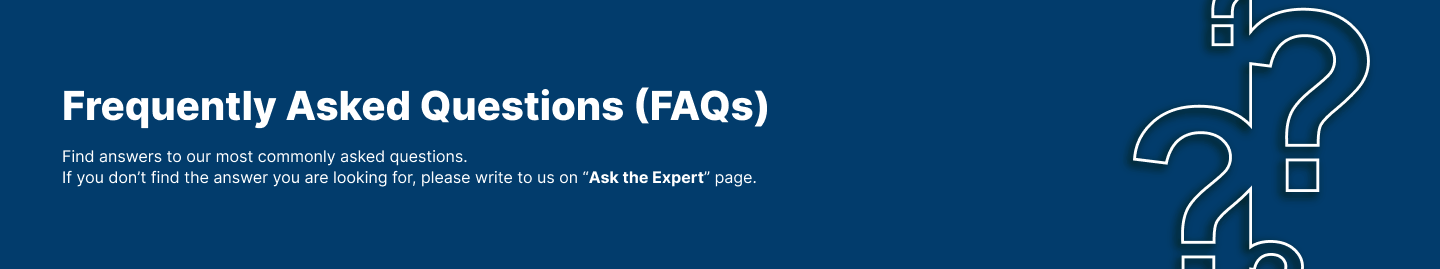 Frequently Asked Questions (FAQs)
Find answers to our most commonly asked questions.
If you don’t find the answer you are looking for, please write to us on “Ask the Expert” page.